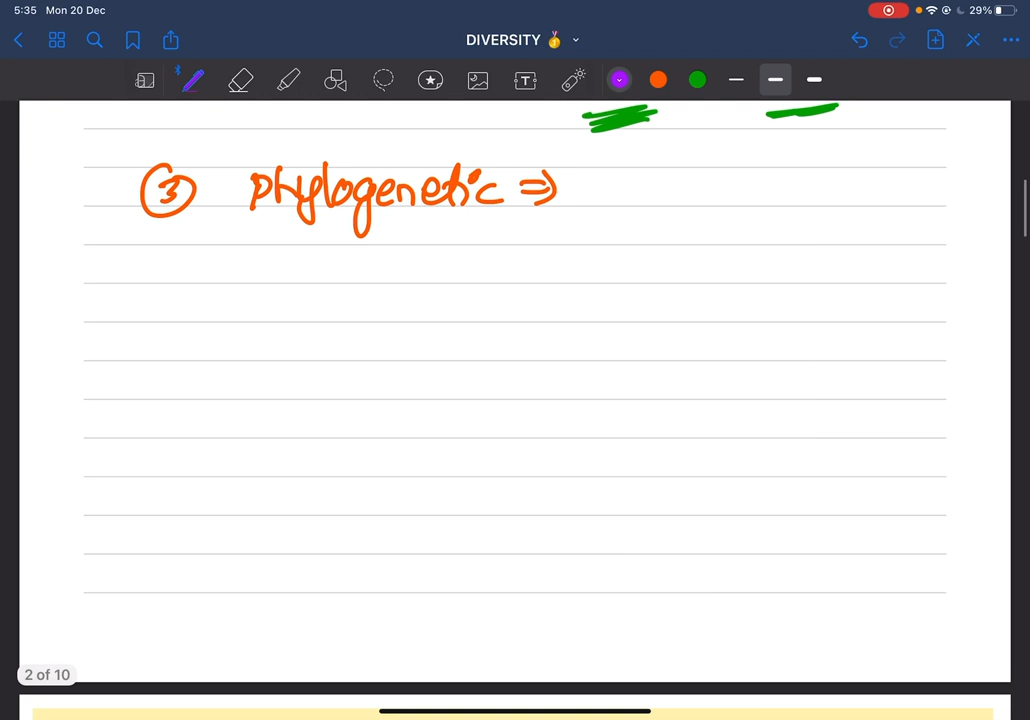 5:35 Mon 20 Dec 29%
DIVERSITY 🥇
③ phylogenetic ⇒
2 of 10